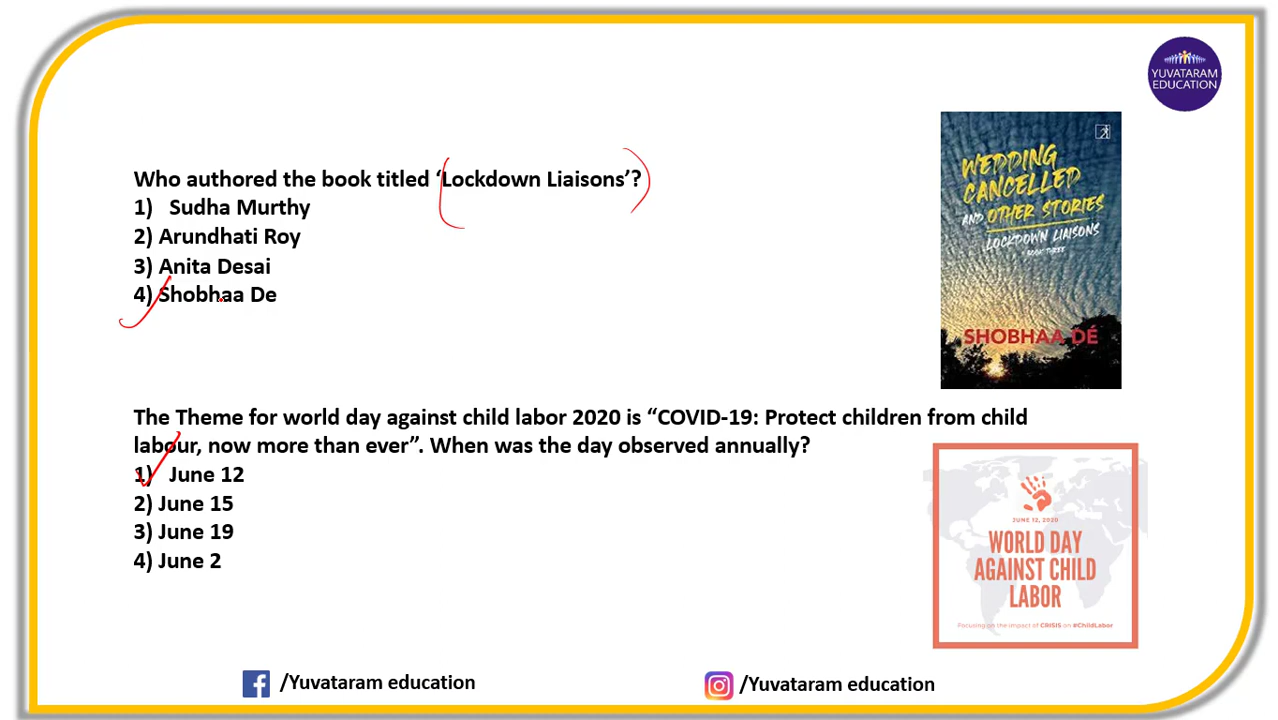 YUVATARAM
EDUCATION
Who authored the book titled ‘Lockdown Liaisons’?
1) Sudha Murthy
2) Arundhati Roy
3) Anita Desai
4) Shobhaa De
WEDDING
CANCELLED
AND OTHER STORIES
LOCKDOWN LIAISONS
BOOK THREE
SHOBHAA DÉ
The Theme for world day against child labor 2020 is “COVID-19: Protect children from child
labour, now more than ever”. When was the day observed annually?
1) June 12
2) June 15
3) June 19
4) June 2
JUNE 12, 2020
WORLD DAY
AGAINST CHILD
LABOR
Focusing on the impact of CRISIS on #ChildLabor
/Yuvataram education
/Yuvataram education